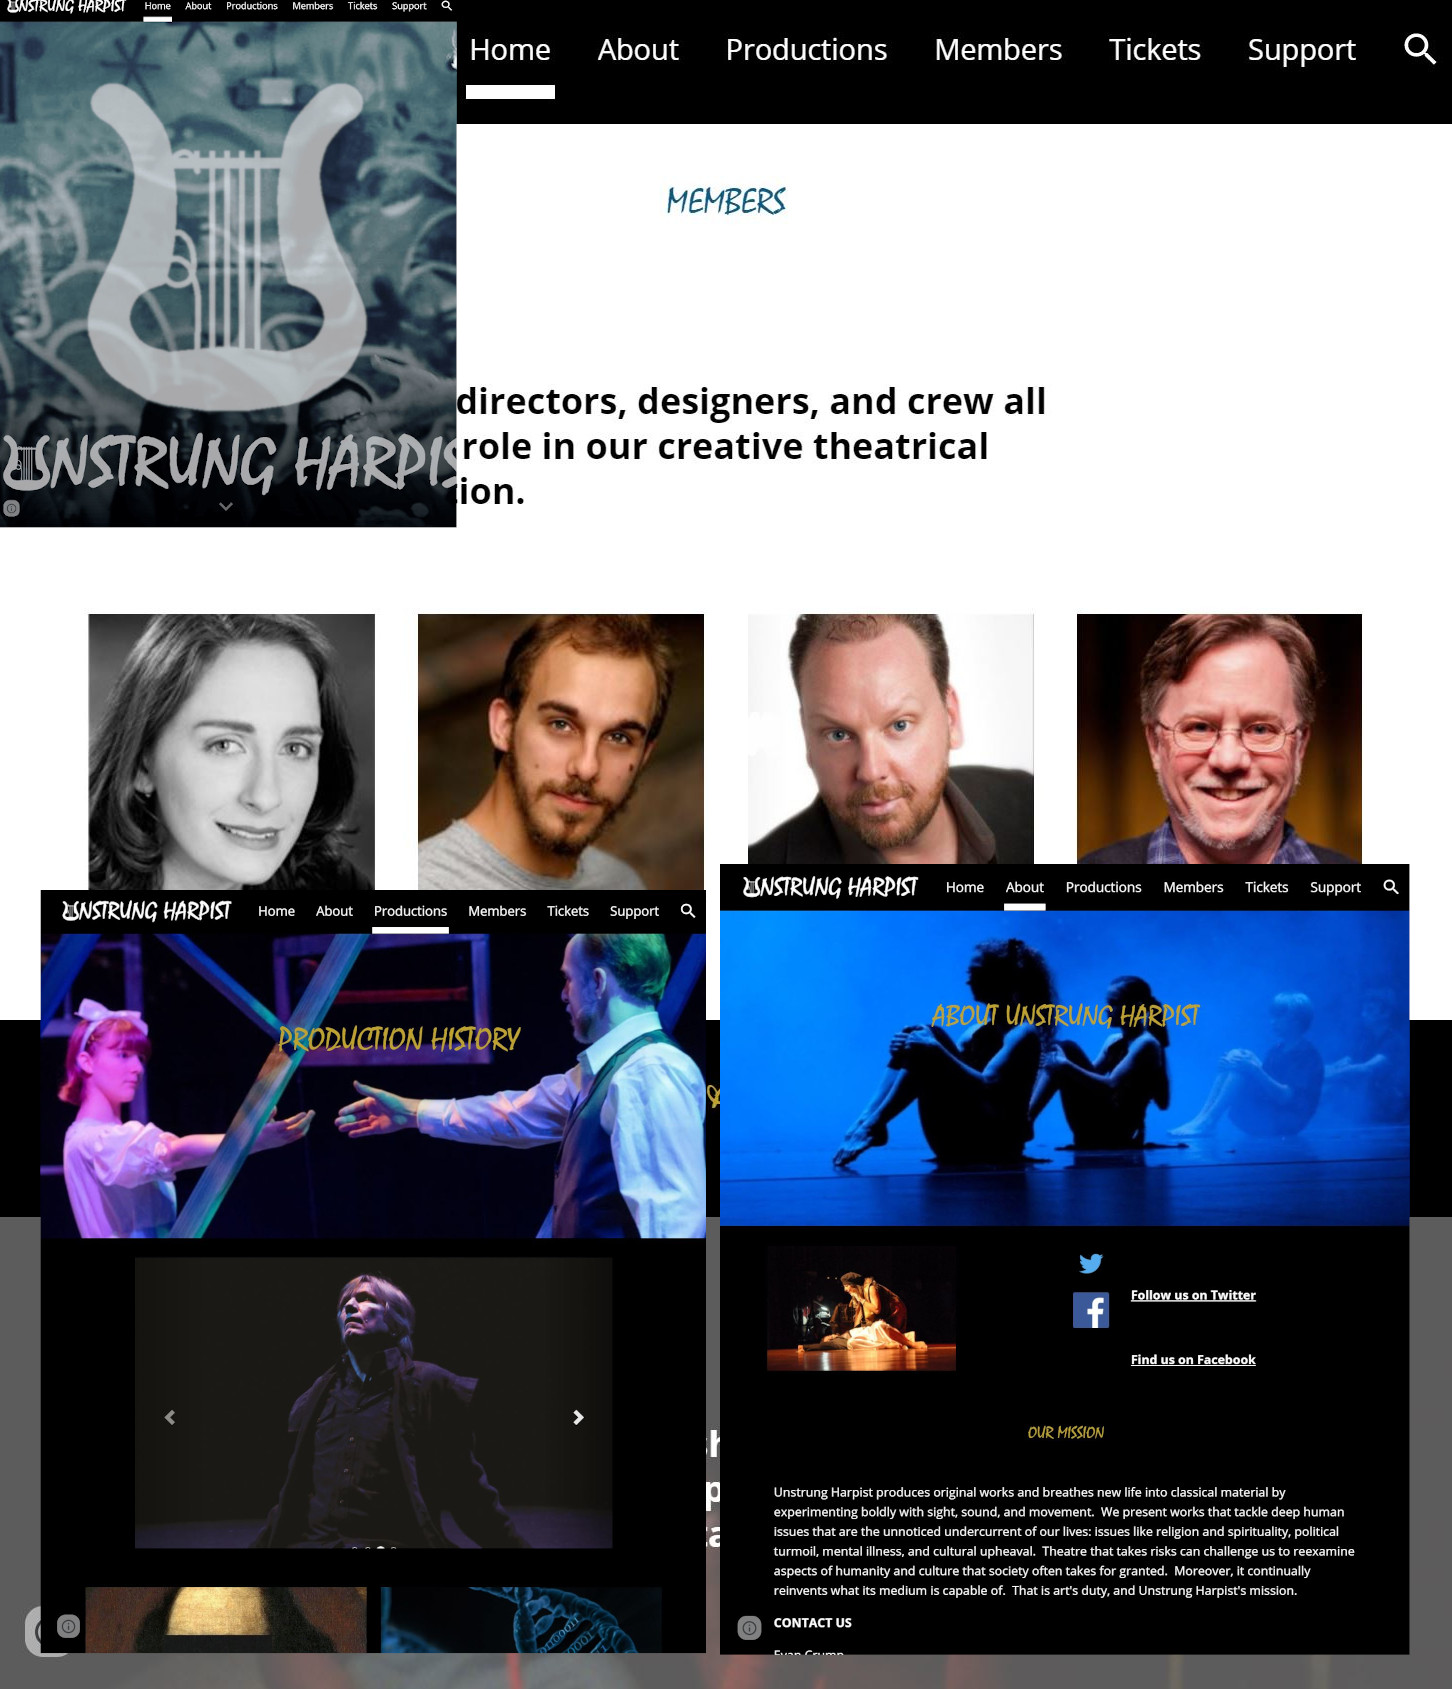 UNSTRUNG HARPIST Home About Productions Members Tickets Support
Home About Productions Members Tickets Support
MEMBERS
directors, designers, and crew all
role in our creative theatrical
tion.
UNSTRUNG HARPIS
UNSTRUNG HARPIST Home About Productions Members Tickets Support
PRODUCTION HISTORY
UNSTRUNG HARPIST Home About Productions Members Tickets Support
ABOUT UNSTRUNG HARPIST
Follow us on Twitter
Find us on Facebook
OUR MISSION
Unstrung Harpist produces original works and breathes new life into classical material by
experimenting boldly with sight, sound, and movement. We present works that tackle deep human
issues that are the unnoticed undercurrent of our lives: issues like religion and spirituality, political
turmoil, mental illness, and cultural upheaval. Theatre that takes risks can challenge us to reexamine
aspects of humanity and culture that society often takes for granted. Moreover, it continually
reinvents what its medium is capable of. That is art's duty, and Unstrung Harpist's mission.
CONTACT US
Evan Crump